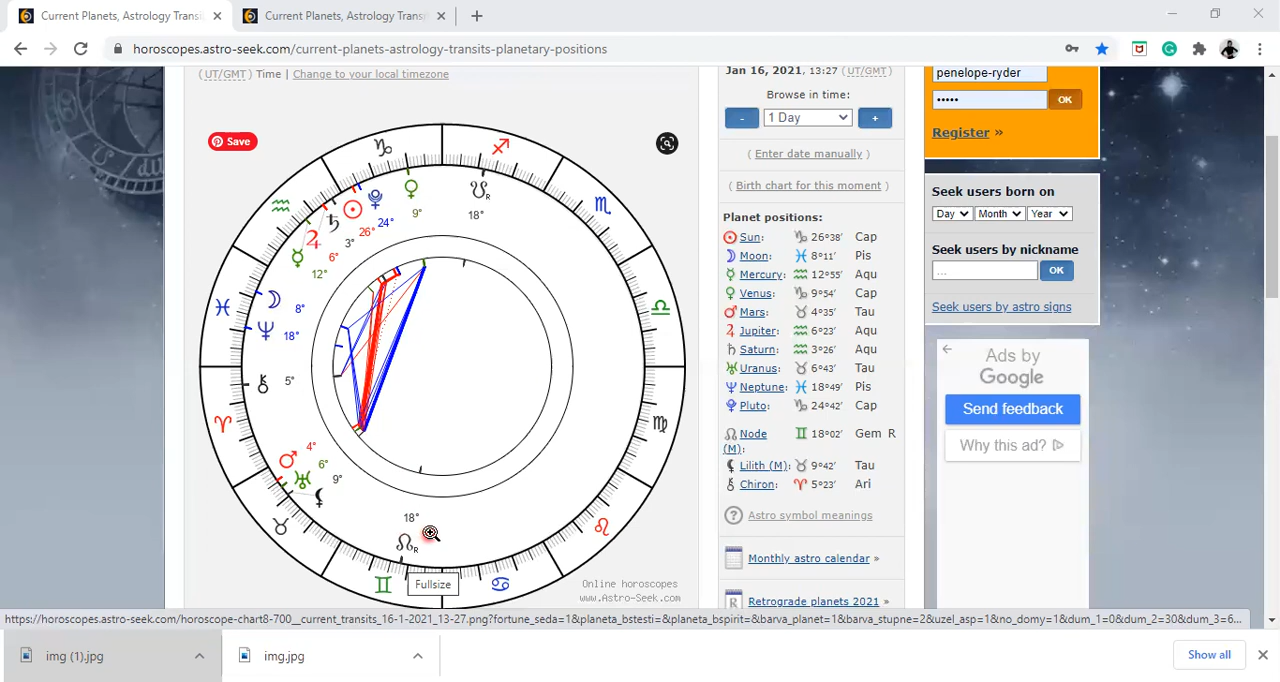 Current Planets, Astrology Transi
Current Planets, Astrology Transi
horoscopes.astro-seek.com/current-planets-astrology-transits-planetary-positions
(UT/GMT) Time | Change to your local timezone
Save
24°
9°
18°
26°
3°
6°
12°
8°
18°
5°
4°
6°
9°
18°
R
R
Fullsize
Online horoscopes
www.Astro-Seek.com
Jan 16, 2021, 13:27 (UT/GMT)
Browse in time:
- 1 Day +
( Enter date manually )
( Birth chart for this moment )
Planet positions:
Sun: ♑ 26°38′ Cap
Moon: ♓ 8°11′ Pis
Mercury: ♒ 12°55′ Aqu
Venus: ♑ 9°54′ Cap
Mars: ♉ 4°35′ Tau
Jupiter: ♒ 6°23′ Aqu
Saturn: ♒ 3°26′ Aqu
Uranus: ♉ 6°43′ Tau
Neptune: ♓ 18°49′ Pis
Pluto: ♑ 24°42′ Cap
Node ♊ 18°02′ Gem R
(M):
Lilith (M): ♉ 9°42′ Tau
Chiron: ♈ 5°23′ Ari
? Astro symbol meanings
Monthly astro calendar »
Retrograde planets 2021 »
penelope-ryder
••••• OK
Register »
Seek users born on
Day Month Year
Seek users by nickname
... OK
Seek users by astro signs
Ads by
Google
Send feedback
Why this ad?
https://horoscopes.astro-seek.com/horoscope-chart8-700__current_transits_16-1-2021_13-27.png?fortune_seda=1&planeta_bstesti=&planeta_bspirit=&barva_planet=1&barva_stupne=2&uzel_asp=1&no_domy=1&dum_1=0&dum_2=30&dum_3=6...
img (1).jpg
img.jpg
Show all